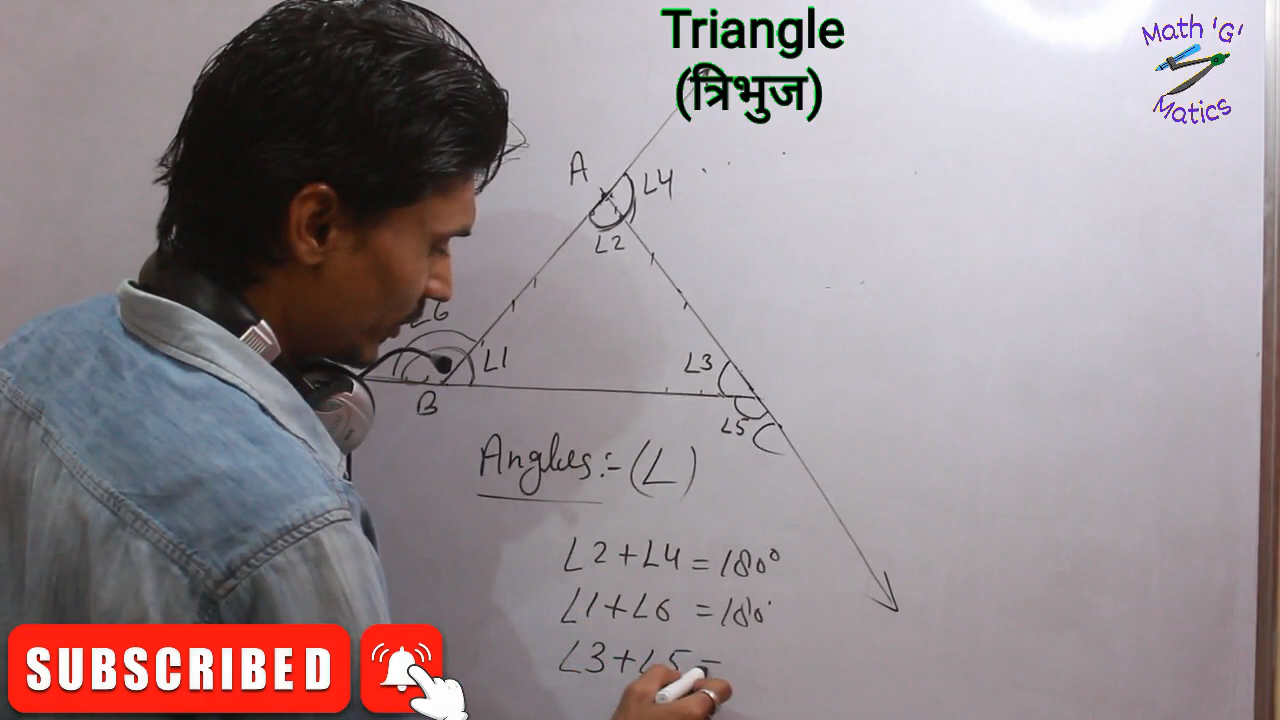 Triangle
(त्रिभुज)
Math 'G'
Matics
A
∠4
∠2
∠6
∠1
∠3
B
∠5
Angles:- (∠)
∠2+∠4=180°
∠1+∠6=180°
∠3+∠5=
SUBSCRIBED